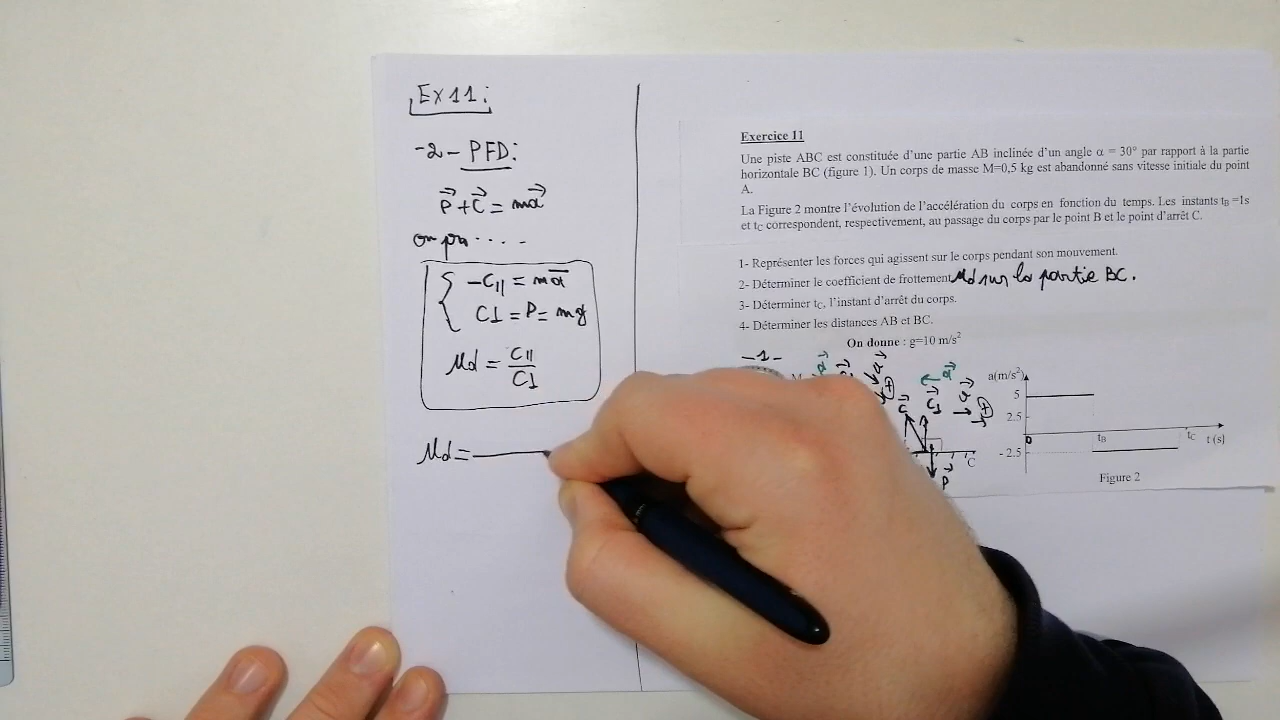 Ex 11:
-2- PFD:
P + C = ma
on pr....
-C// = ma
C⊥ = P = mg
µd = C// / C⊥
µd =
Exercice 11
Une piste ABC est constituée d'une partie AB inclinée d'un angle α = 30° par rapport à la partie
horizontale BC (figure 1). Un corps de masse M=0,5 kg est abandonné sans vitesse initiale du point
A.
La Figure 2 montre l'évolution de l'accélération du corps en fonction du temps. Les instants tB =1s
et tC correspondent, respectivement, au passage du corps par le point B et le point d'arrêt C.
1- Représenter les forces qui agissent sur le corps pendant son mouvement.
2- Déterminer le coefficient de frottement µd sur la partie BC.
3- Déterminer tC, l'instant d'arrêt du corps.
4- Déterminer les distances AB et BC.
On donne : g=10 m/s²
-1-
M
C
P
a(m/s²)
5
2.5
0
- 2.5
tB
tC
t (s)
Figure 2